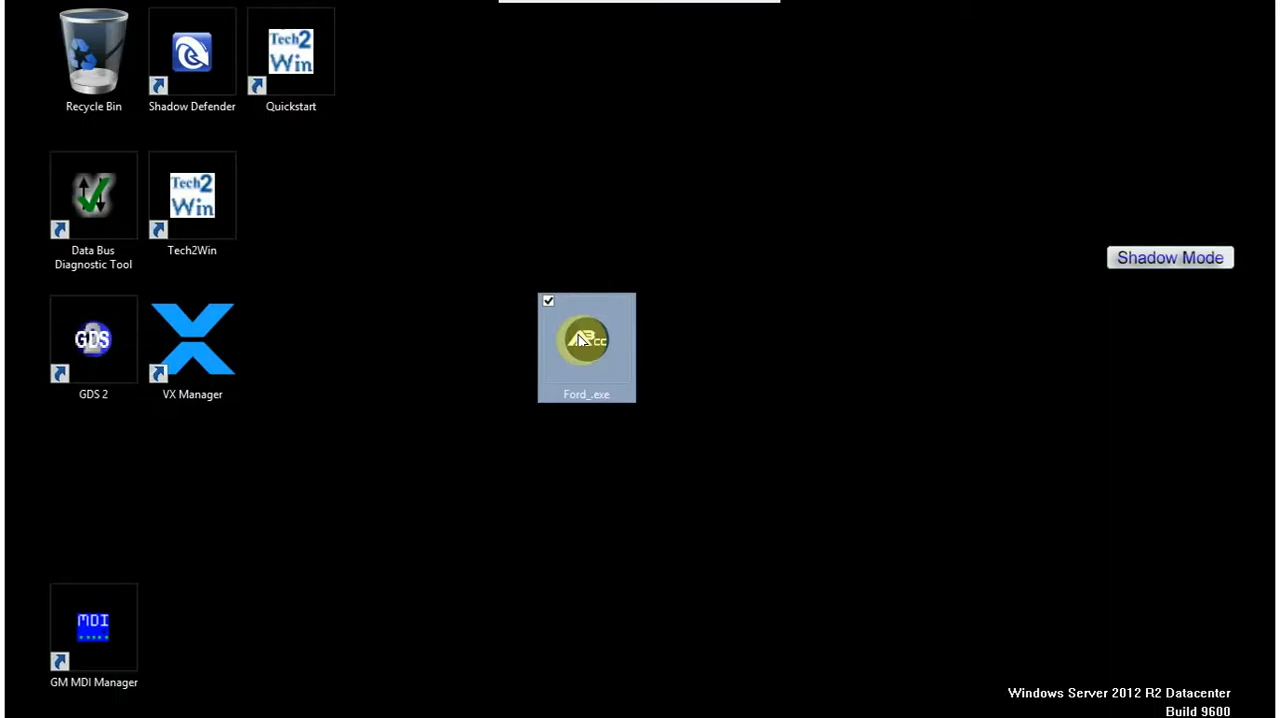 Tech2
Win
Recycle Bin
Shadow Defender
Quickstart
Tech2
Win
Data Bus
Diagnostic Tool
Tech2Win
Shadow Mode
GDS
GDS 2
VX Manager
Ford_.exe
MDI
GM MDI Manager
Windows Server 2012 R2 Datacenter
Build 9600